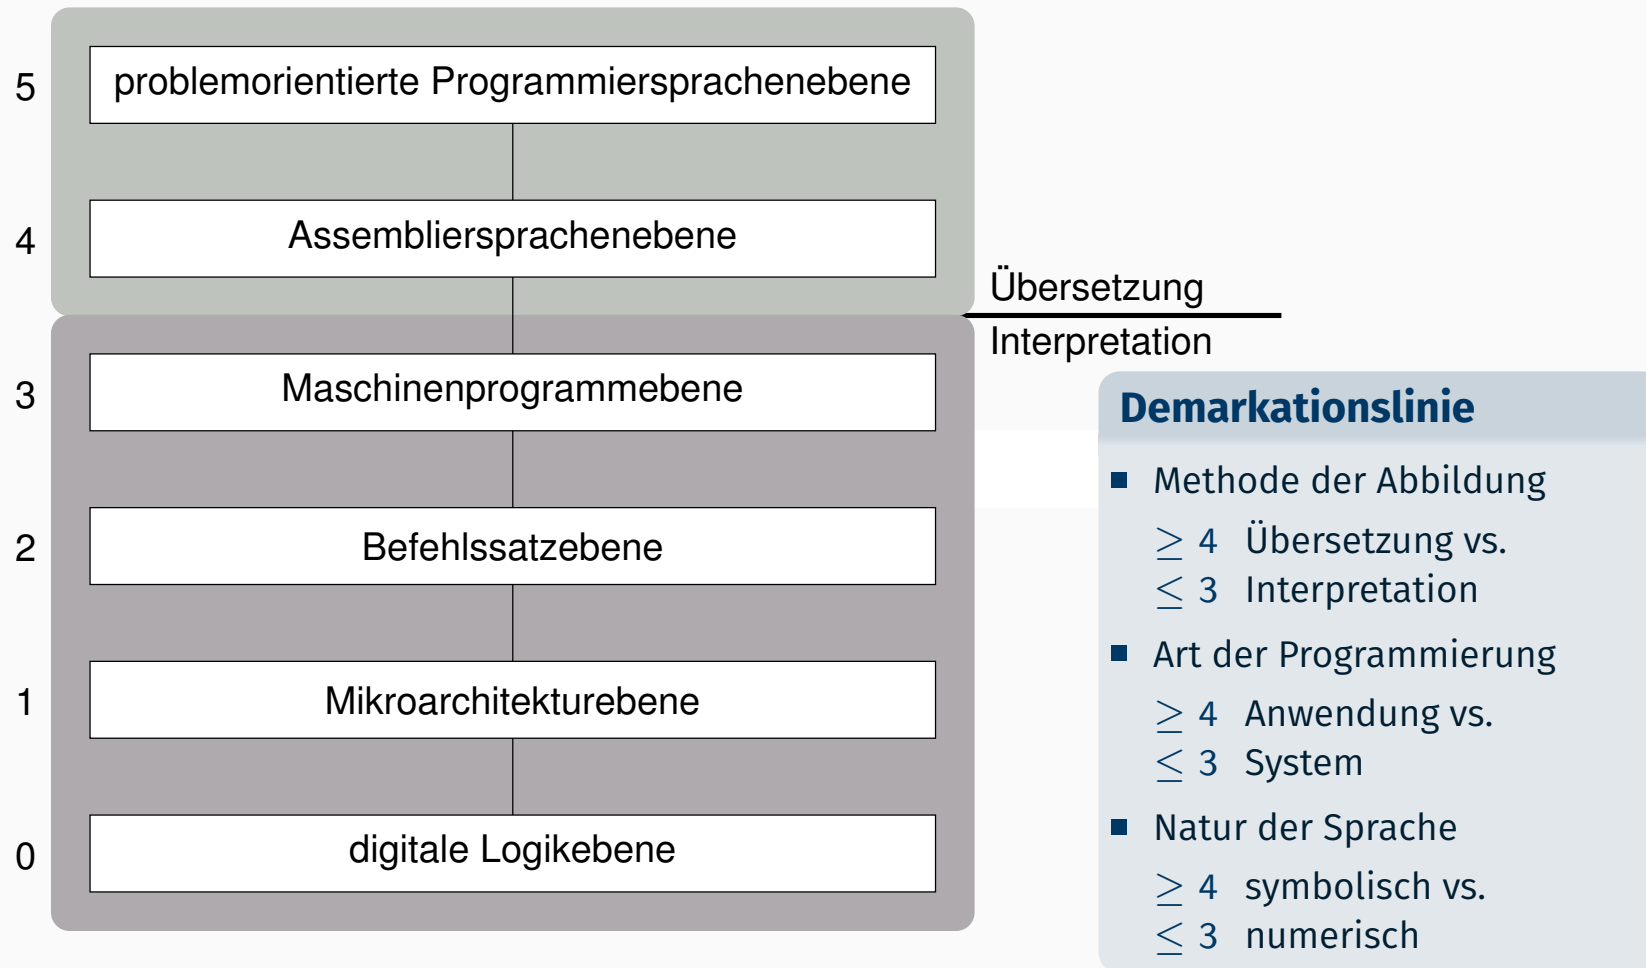 5 problemorientierte Programmiersprachenebene
4 Assembliersprachenebene
Übersetzung
Interpretation
3 Maschinenprogrammebene
2 Befehlssatzebene
1 Mikroarchitekturebene
0 digitale Logikebene
Demarkationslinie
■ Methode der Abbildung
≥ 4 Übersetzung vs.
≤ 3 Interpretation
■ Art der Programmierung
≥ 4 Anwendung vs.
≤ 3 System
■ Natur der Sprache
≥ 4 symbolisch vs.
≤ 3 numerisch